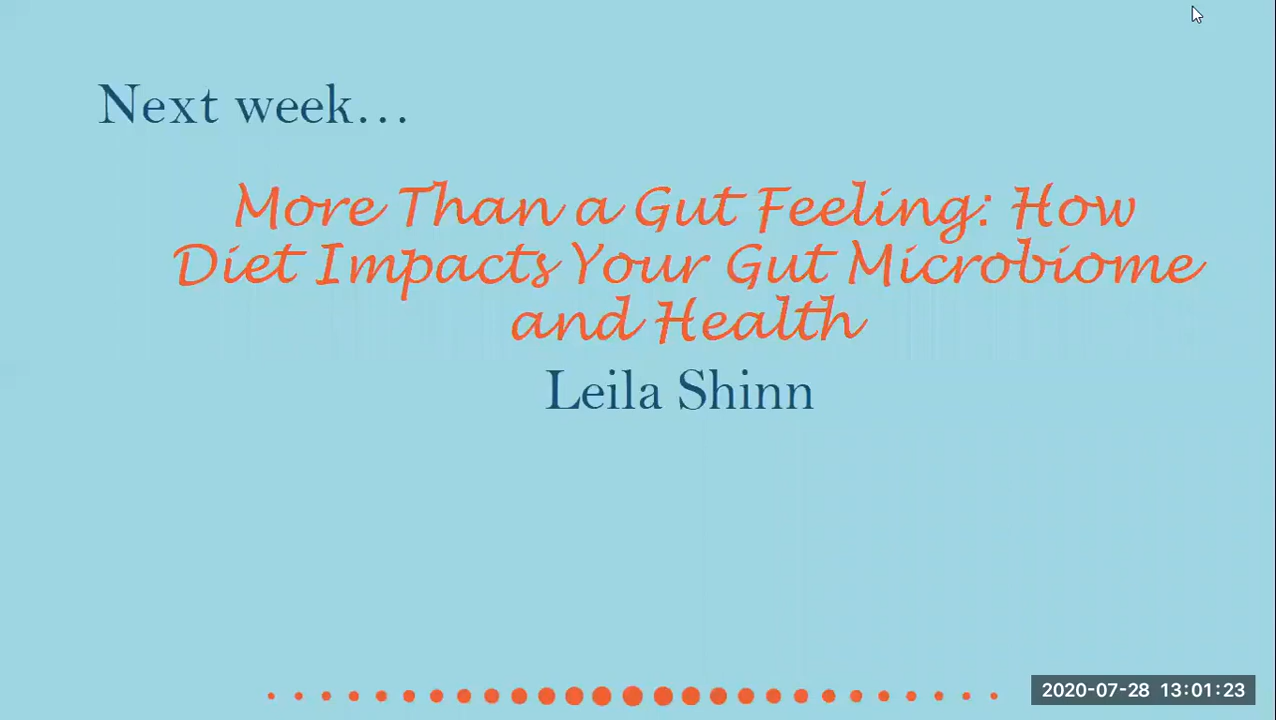 Next week…
More Than a Gut Feeling: How
Diet Impacts Your Gut Microbiome
and Health
Leila Shinn
2020-07-28 13:01:23